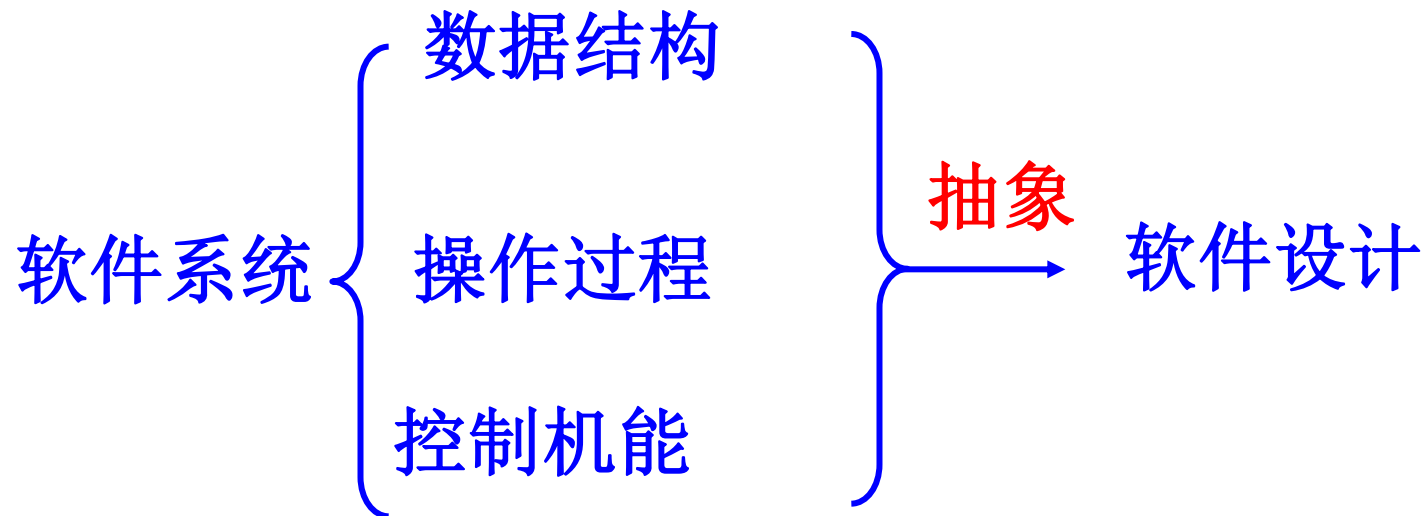 数据结构
抽象
软件系统
操作过程
软件设计
控制机能